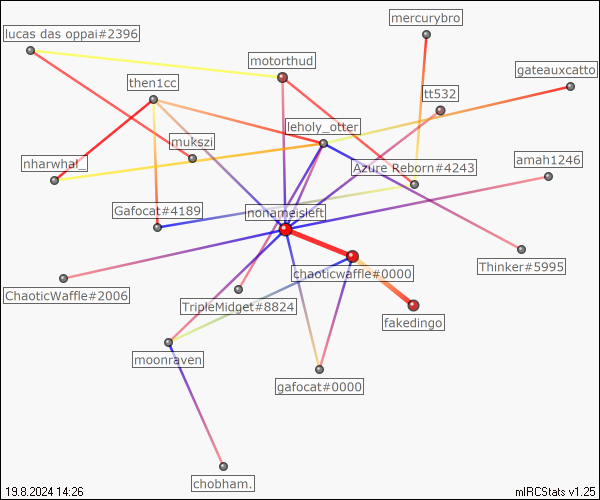 mercurybro
lucas das oppai#2396
motorthud
gateauxcatto
then1cc
tt532
leholy_otter
mukszi
nharwhal_
Azure Reborn#4243
amah1246
Gafocat#4189
nonameisleft
Thinker#5995
chaoticwaffle#0000
ChaoticWaffle#2006
TripleMidget#8824
fakedingo
moonraven
gafocat#0000
chobham.
19.8.2024 14:26
mIRCStats v1.25